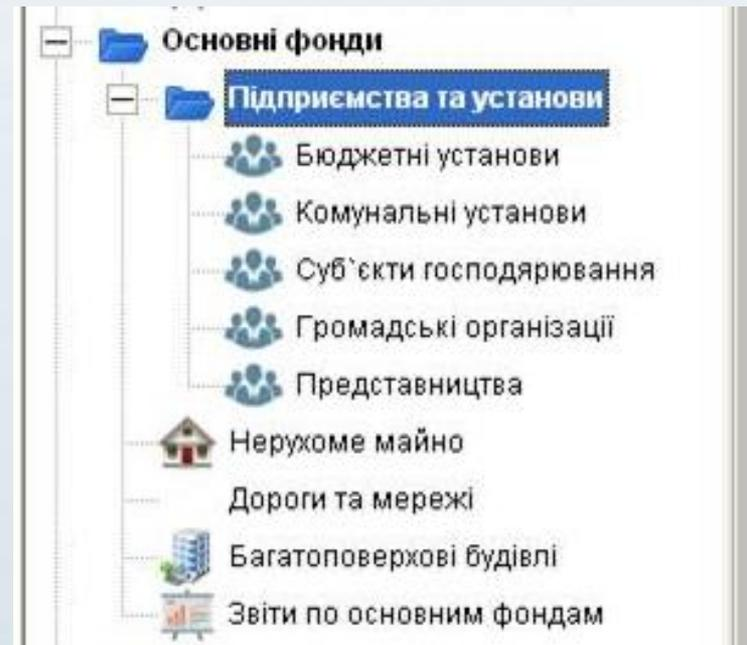 Основні фонди
Підприємства та установи
Бюджетні установи
Комунальні установи
Суб`єкти господярювання
Громадські організації
Представництва
Нерухоме майно
Дороги та мережі
Багатоповерхові будівлі
Звіти по основним фондам